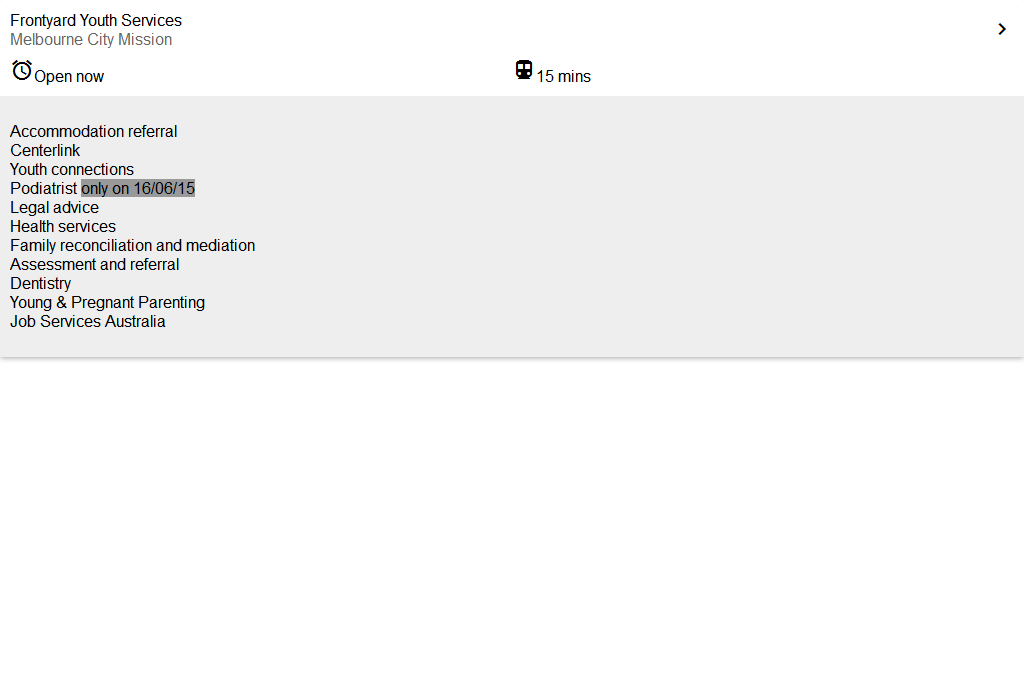 Frontyard Youth Services
Melbourne City Mission
Open now
15 mins
Accommodation referral
Centerlink
Youth connections
Podiatrist only on 16/06/15
Legal advice
Health services
Family reconciliation and mediation
Assessment and referral
Dentistry
Young & Pregnant Parenting
Job Services Australia